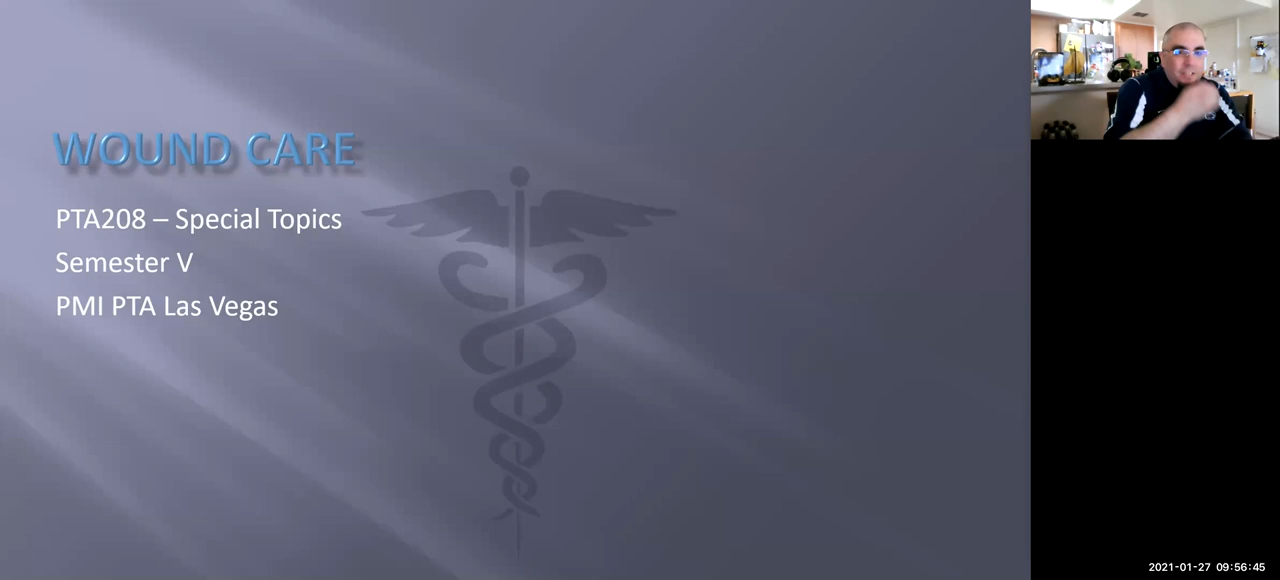 WOUND CARE
PTA208 – Special Topics
Semester V
PMI PTA Las Vegas
2021-01-27 09:56:45